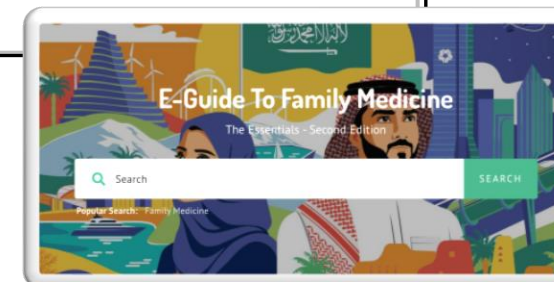 E-Guide To Family Medicine
The Essentials - Second Edition
Search
SEARCH
Popular Search: Family Medicine